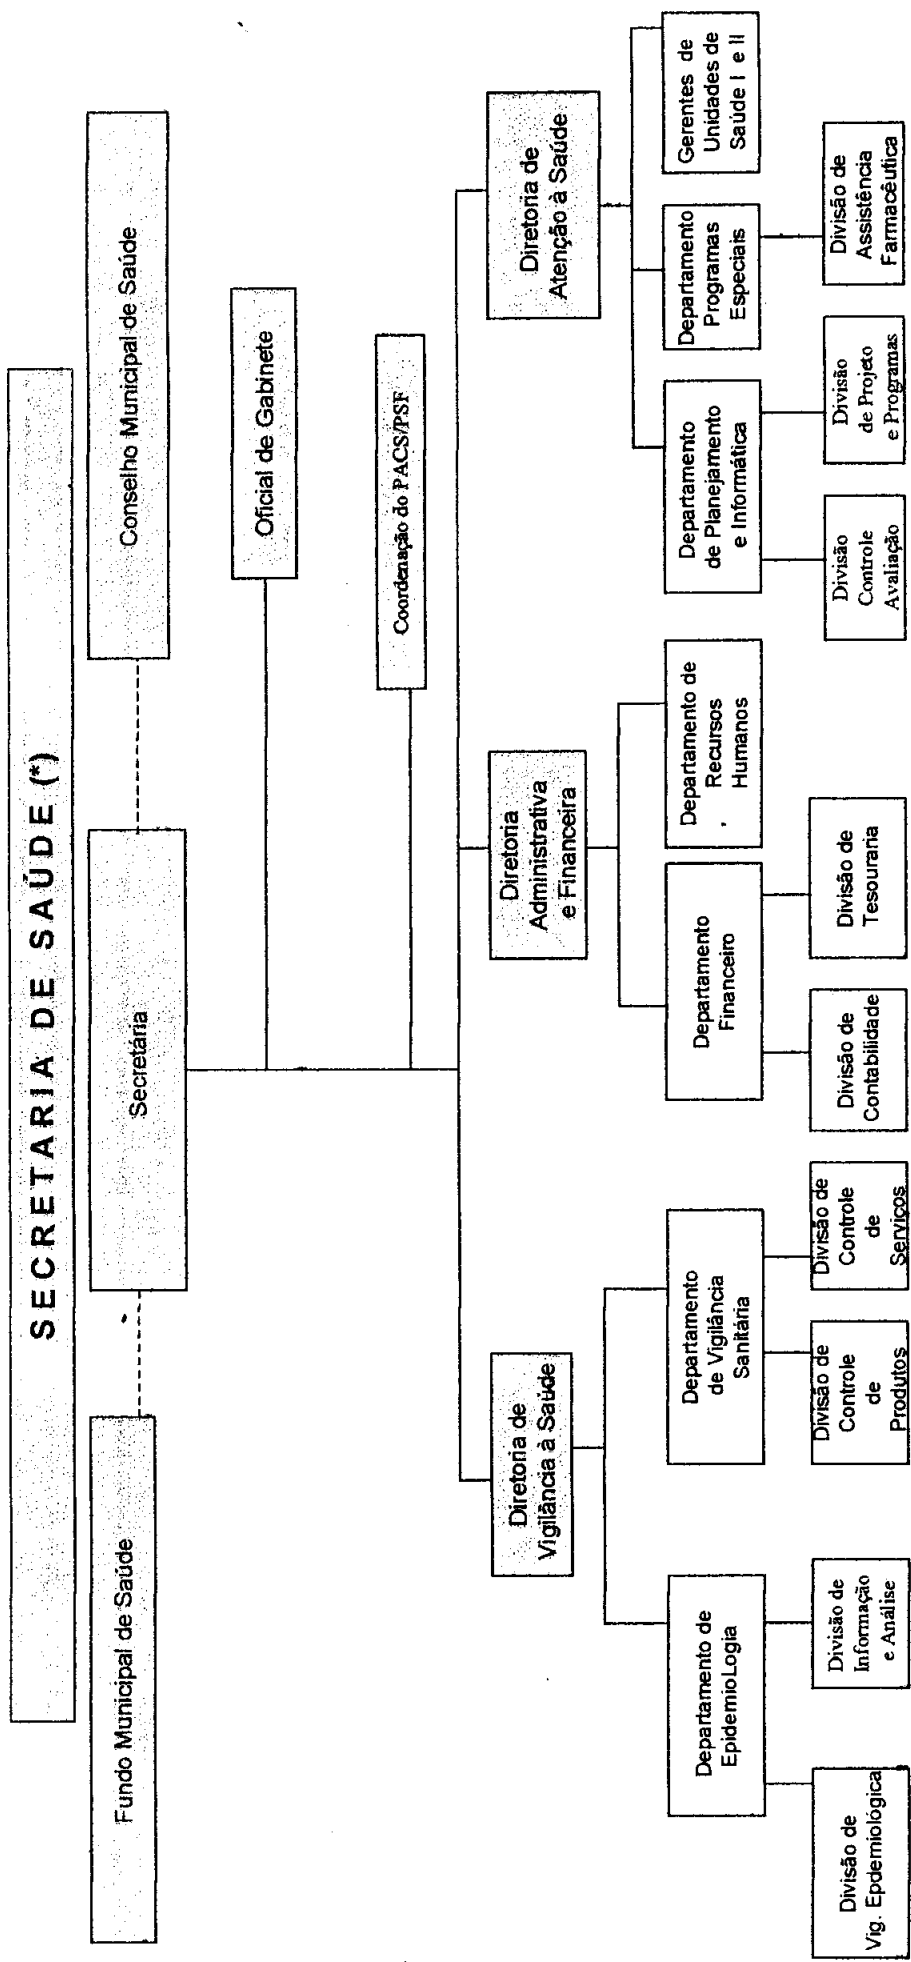 SECRETARIA DE SAÚDE (*)
Fundo Municipal de Saúde
Secretária
Conselho Municipal de Saúde
Oficial de Gabinete
Coordenação do PACS/PSF
Diretoria de
Vigilância à Saúde
Diretoria
Administrativa
e Financeira
Diretoria de
Atenção à Saúde
Departamento de
EpidemioLogia
Departamento
de Vigilância
Sanitária
Departamento
Financeiro
Departamento de
Recursos
Humanos
Departamento
de Planejamento
e Informática
Departamento
Programas
Especiais
Gerentes de
Unidades de
Saúde I e II
Divisão de
Vig. Epdemiológica
Divisão de
Informação
e Análise
Divisão de
Controle
de
Produtos
Divisão de
Controle
de
Serviços
Divisão de
Contabilidade
Divisão de
Tesouraria
Divisão
Controle
Avaliação
Divisão
de Projeto
e Programas
Divisão de
Assistência
Farmacêutica